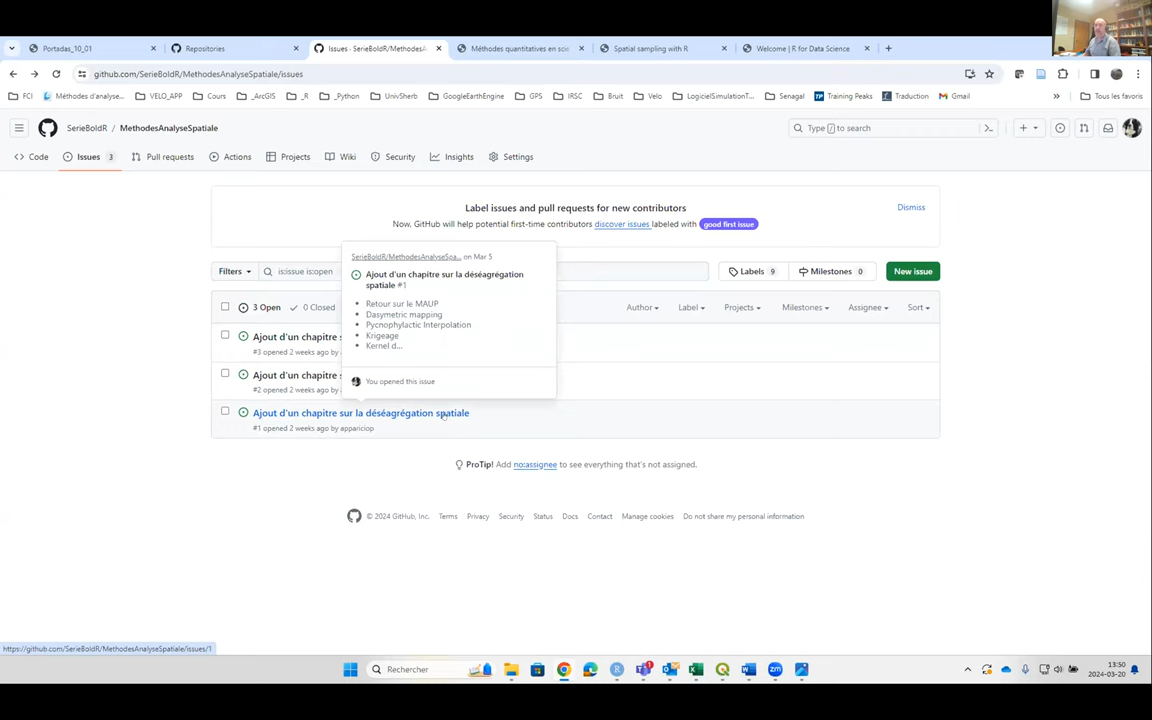 Portadas_10_01
Repositories
Issues · SerieBoldR/MethodesAna
Méthodes quantitatives en scie
Spatial sampling with R
Welcome | R for Data Science
github.com/SerieBoldR/MethodesAnalyseSpatiale/issues
FCI
Méthodes d'analyse...
VELO_APP
Cours
_ArcGIS
_R
_Python
UnivSherb
GoogleEarthEngine
GPS
IRSC
Bruit
Velo
LogicielSimulationT...
Senagal
Training Peaks
Traduction
Gmail
»
Tous les favoris
SerieBoldR / MethodesAnalyseSpatiale
Type / to search
Code
Issues 3
Pull requests
Actions
Projects
Wiki
Security
Insights
Settings
Label issues and pull requests for new contributors
Dismiss
Now, GitHub will help potential first-time contributors discover issues labeled with good first issue
SerieBoldR/MethodesAnalyseSpa... on Mar 5
Ajout d'un chapitre sur la déséagrégation
spatiale #1
• Retour sur le MAUP
• Dasymetric mapping
• Pycnophylactic Interpolation
• Krigeage
• Kernel d...
You opened this issue
Filters
is:issue is:open
Labels 9
Milestones 0
New issue
3 Open
0 Closed
Author
Label
Projects
Milestones
Assignee
Sort
Ajout d'un chapitre s
#3 opened 2 weeks ago by a
Ajout d'un chapitre s
#2 opened 2 weeks ago by a
Ajout d'un chapitre sur la déséagrégation spatiale
#1 opened 2 weeks ago by appariciop
ProTip! Add no:assignee to see everything that's not assigned.
© 2024 GitHub, Inc.
Terms
Privacy
Security
Status
Docs
Contact
Manage cookies
Do not share my personal information
https://github.com/SerieBoldR/MethodesAnalyseSpatiale/issues/1
Rechercher
13:50
2024-03-20